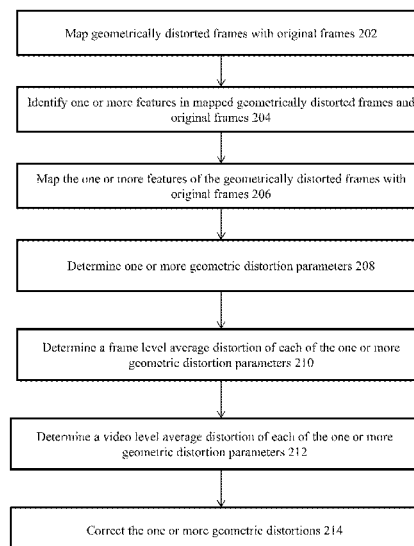 Map geometrically distorted frames with original frames 202
Identify one or more features in mapped geometrically distorted frames and
original frames 204
Map the one or more features of the geometrically distorted frames with
original frames 206
Determine one or more geometric distortion parameters 208
Determine a frame level average distortion of each of the one or more
geometric distortion parameters 210
Determine a video level average distortion of each of the one or more
geometric distortion parameters 212
Correct the one or more geometric distortions 214